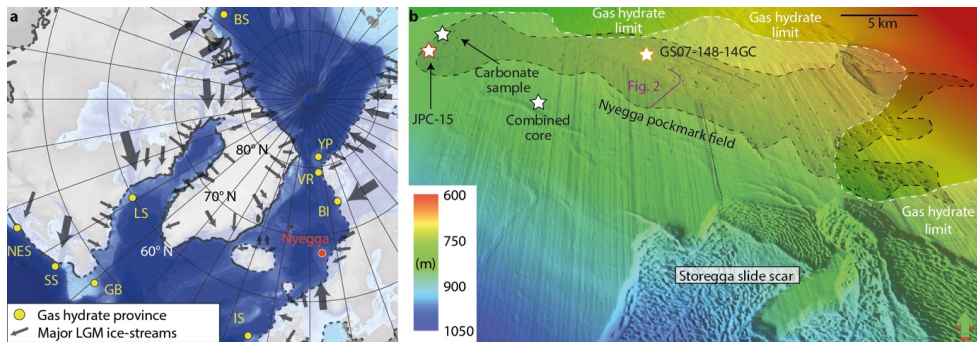 a
BS
80° N
YP
VR
70° N
BI
LS
Nyegga
60° N
NES
SS
GB
IS
Gas hydrate province
Major LGM ice-streams
b
Gas hydrate
limit
Gas hydrate
limit
5 km
GS07-148-14GC
Carbonate
sample
Fig. 2
JPC-15
Combined
core
Nyegga pockmark field
600
750
(m)
900
1050
Gas hydrate
limit
Storegga slide scar